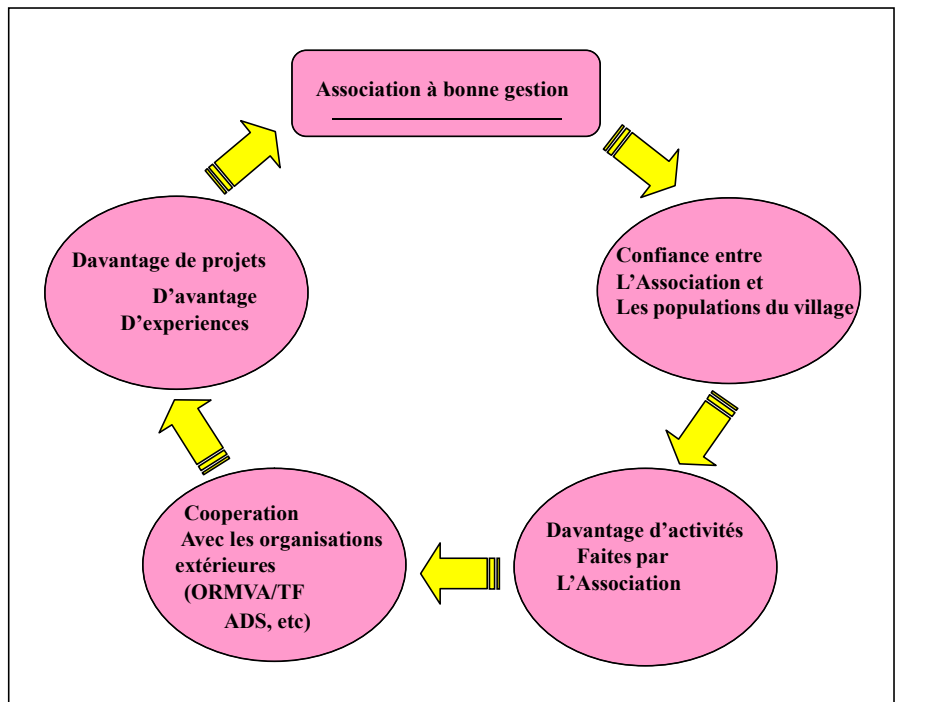 Association à bonne gestion
Confiance entre
L’Association et
Les populations du village
Davantage d’activités
Faites par
L’Association
Cooperation
Avec les organisations
extérieures
(ORMVA/TF
ADS, etc)
Davantage de projets
D’avantage
D’experiences